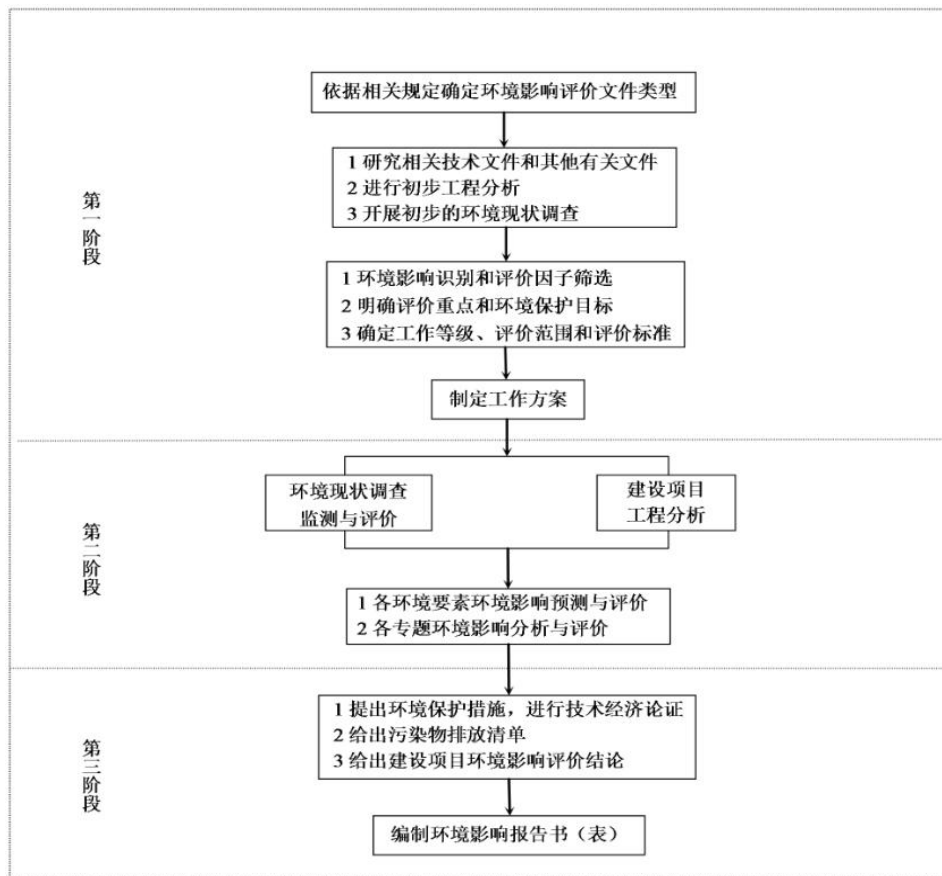 依据相关规定确定环境影响评价文件类型
1 研究相关技术文件和其他有关文件
2 进行初步工程分析
3 开展初步的环境现状调查
第一阶段
1 环境影响识别和评价因子筛选
2 明确评价重点和环境保护目标
3 确定工作等级、评价范围和评价标准
制定工作方案
环境现状调查
监测与评价
建设项目
工程分析
第二阶段
1 各环境要素环境影响预测与评价
2 各专题环境影响分析与评价
1 提出环境保护措施，进行技术经济论证
2 给出污染物排放清单
3 给出建设项目环境影响评价结论
第三阶段
编制环境影响报告书（表）